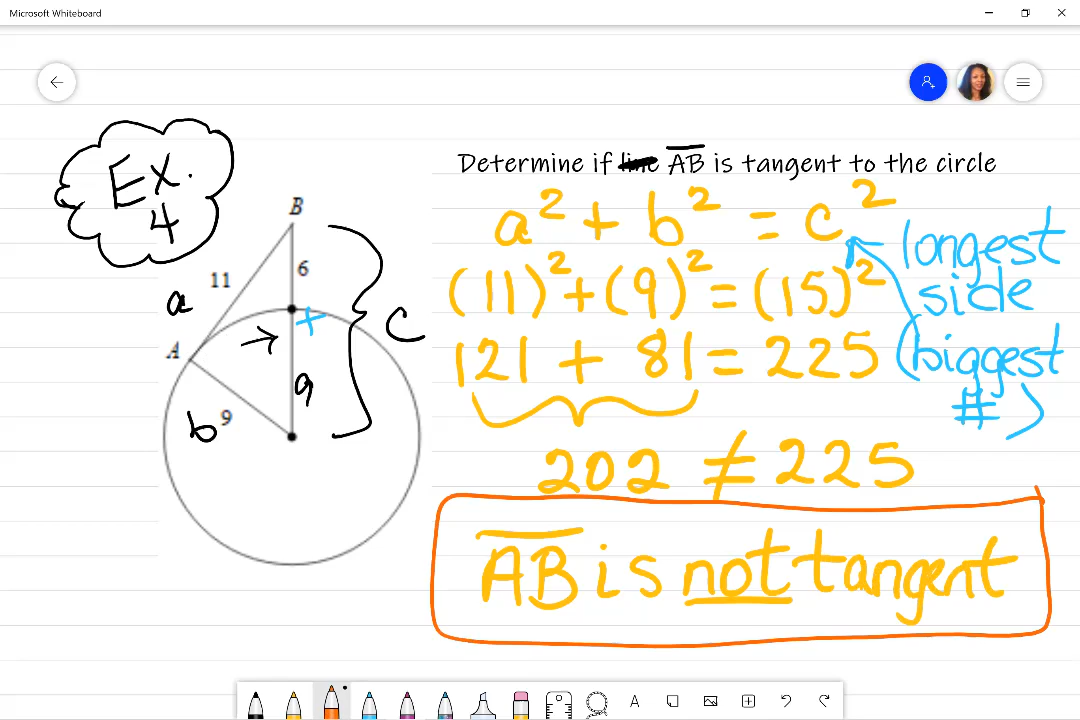 Microsoft Whiteboard
Ex.
4
Determine if line AB is tangent to the circle
B
11
6
a
A
+
c
9
b
9
a² + b² = c²
(11)² + (9)² = (15)²
121 + 81 = 225
longest
side
(biggest
#)
202 ≠ 225
AB is not tangent
A